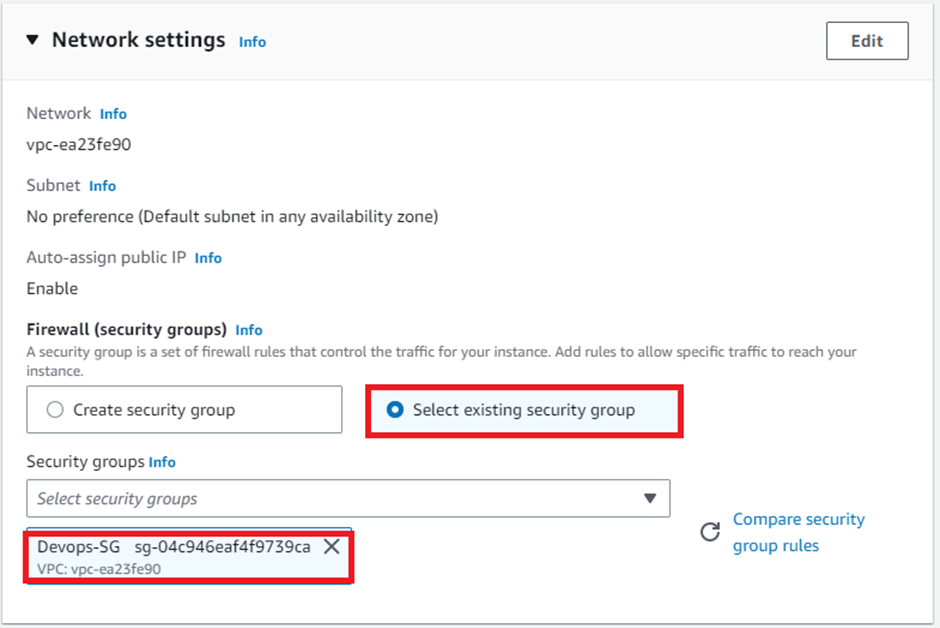 Network settings Info
Edit
Network Info
vpc-ea23fe90
Subnet Info
No preference (Default subnet in any availability zone)
Auto-assign public IP Info
Enable
Firewall (security groups) Info
A security group is a set of firewall rules that control the traffic for your instance. Add rules to allow specific traffic to reach your
instance.
Create security group
Select existing security group
Security groups Info
Select security groups
Devops-SG sg-04c946eaf4f9739ca
VPC: vpc-ea23fe90
Compare security
group rules